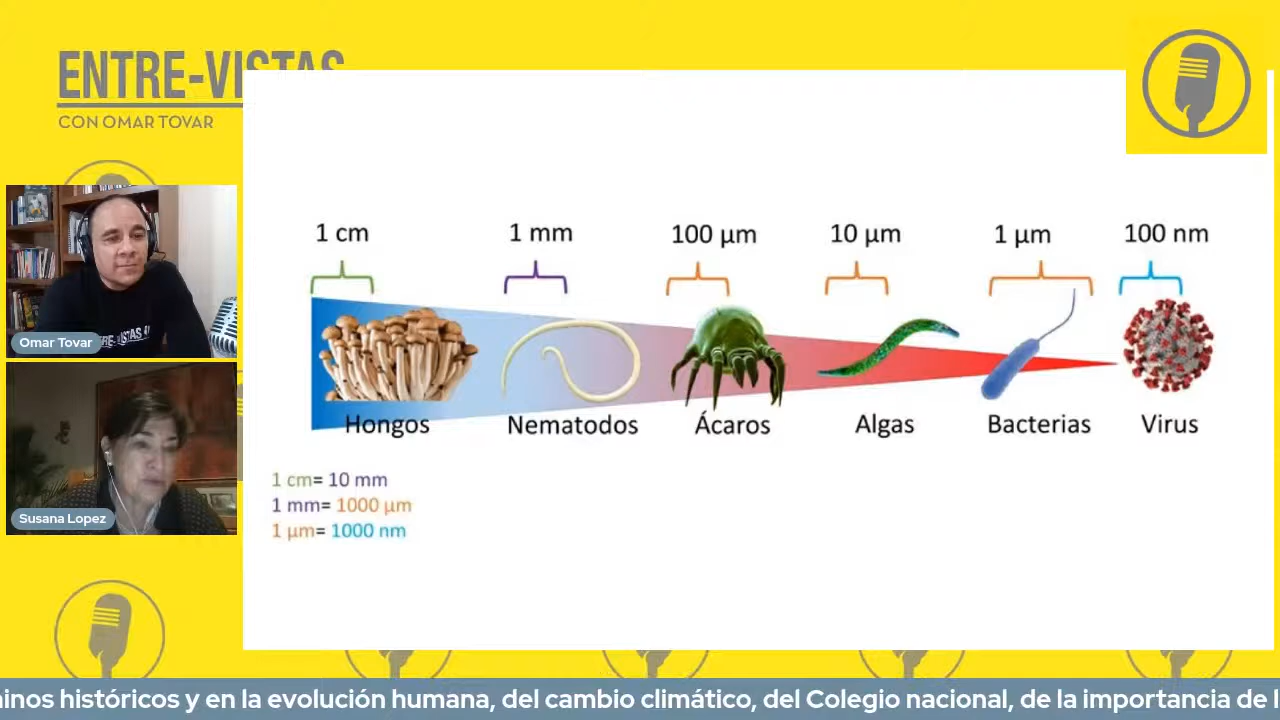 ENTRE-VISTAS
CON OMAR TOVAR
Omar Tovar
Susana Lopez
1 cm
1 mm
100 µm
10 µm
1 µm
100 nm
Hongos
Nematodos
Ácaros
Algas
Bacterias
Virus
1 cm= 10 mm
1 mm= 1000 µm
1 µm= 1000 nm
históricos y en la evolución humana, del cambio climático, del Colegio nacional, de la importancia de